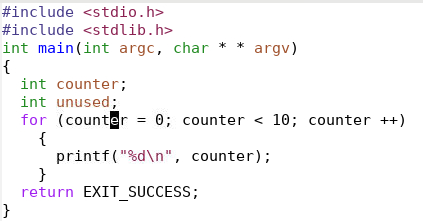 #include <stdio.h>
#include <stdlib.h>
int main(int argc, char * * argv)
{
  int counter;
  int unused;
  for (counter = 0; counter < 10; counter ++)
    {
      printf("%d\n", counter);
    }
  return EXIT_SUCCESS;
}